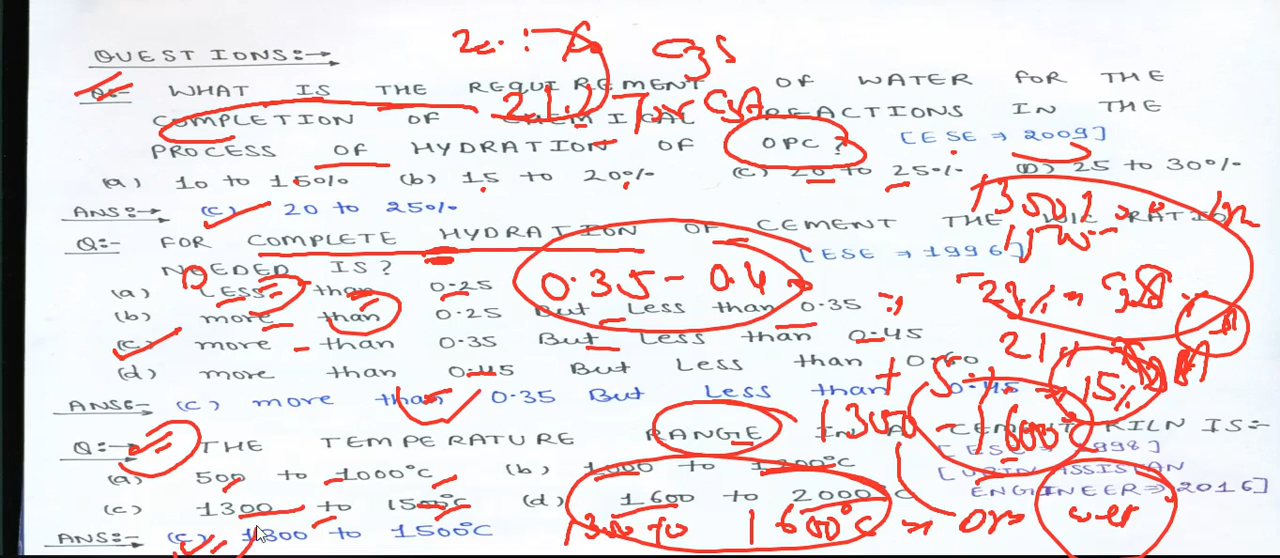 QUESTIONS:-
Q:- WHAT IS THE REQUIREMENT OF WATER FOR THE
COMPLETION OF CHEMICAL REACTIONS IN THE
PROCESS OF HYDRATION OF OPC? [ESE ⇒ 2009]
(a) 10 to 15% (b) 15 to 20% (c) 20 to 25% (D) 25 to 30%
ANS:- (c) 20 to 25%
Q:- FOR COMPLETE HYDRATION OF CEMENT THE W/C RATIO
NEEDED IS? [ESE ⇒ 1996]
0.35-0.4
(a) Less than 0.25
(b) more than 0.25 But Less than 0.35
(c) more than 0.35 But Less than 0.45
(d) more than 0.45 But Less than 0.60
ANS:- (c) more than 0.35 But Less than 0.45
15%
1300 - 1600°C
Q:- THE TEMPERATURE RANGE IN A CEMENT KILN IS:-
[ESE ⇒ 1998]
(a) 500 to 1000°C (b) 1000 to 1200°C
(c) 1300 to 1500°C (d) 1600 to 2000°C
ENGINEER ⇒ 2016]
1300 to 1600°C ⇒ or wet
ANS:- (c) 1300 to 1500°C